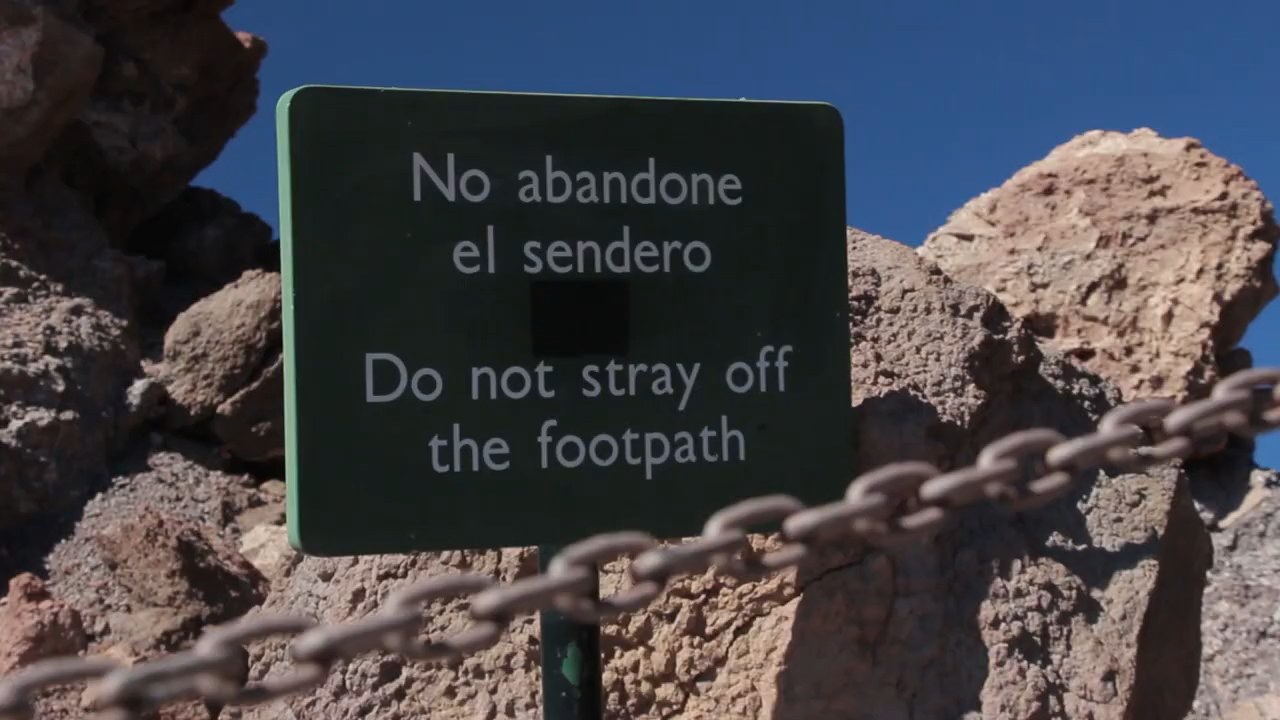 No abandone
el sendero
Do not stray off
the footpath